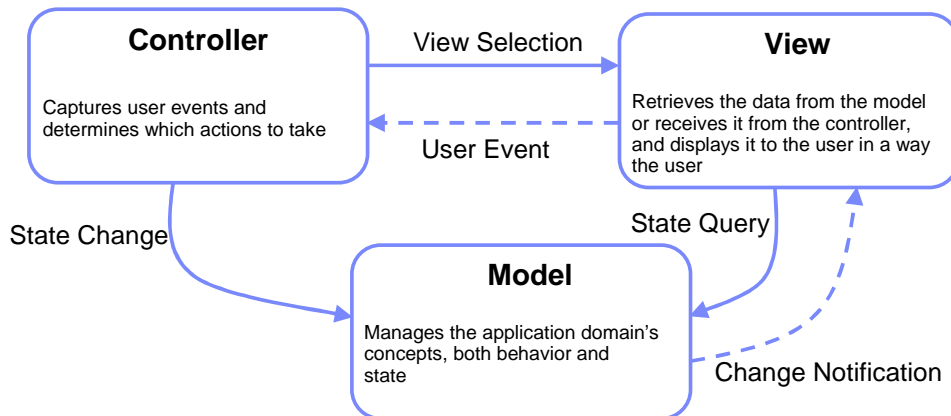 Controller
Captures user events and
determines which actions to take
View Selection
User Event
View
Retrieves the data from the model
or receives it from the controller,
and displays it to the user in a way
the user
State Change
State Query
Model
Manages the application domain’s
concepts, both behavior and
state
Change Notification